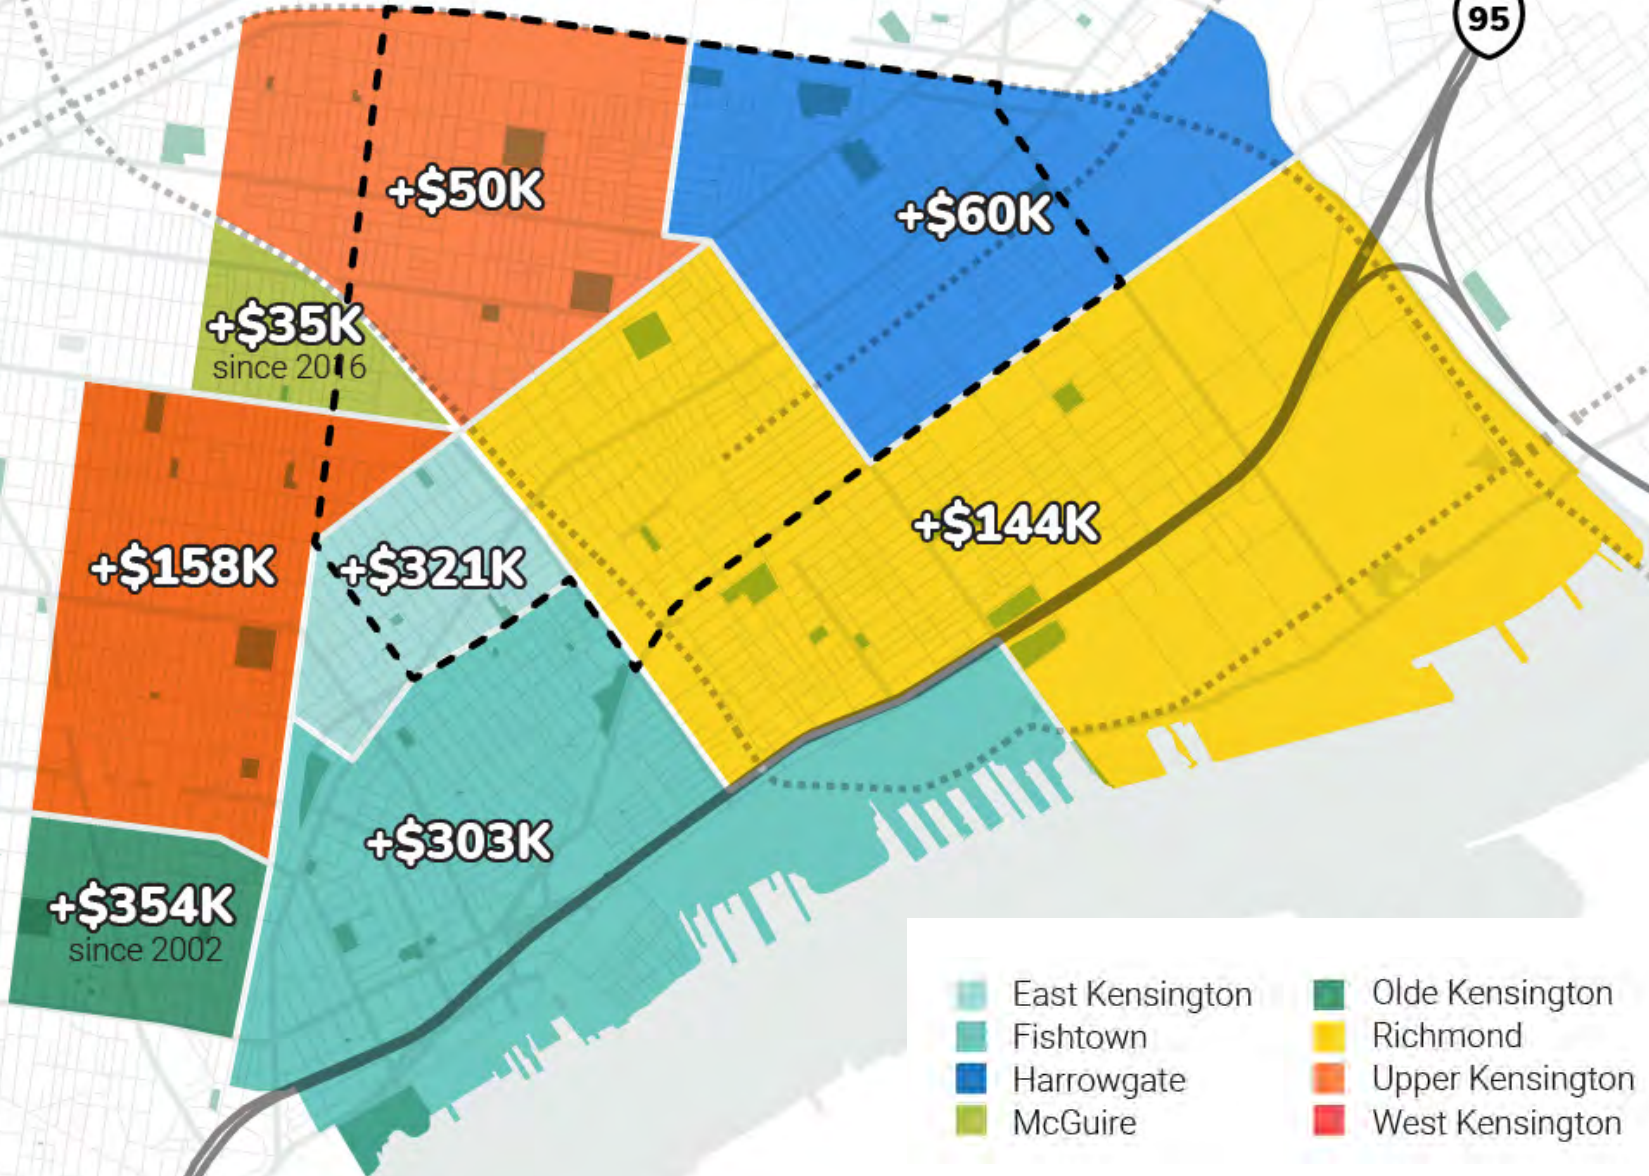 95
+$50K
+$60K
+$35K
since 2016
+$144K
+$158K
+$321K
+$303K
+$354K
since 2002
East Kensington
Fishtown
Harrowgate
McGuire
Olde Kensington
Richmond
Upper Kensington
West Kensington